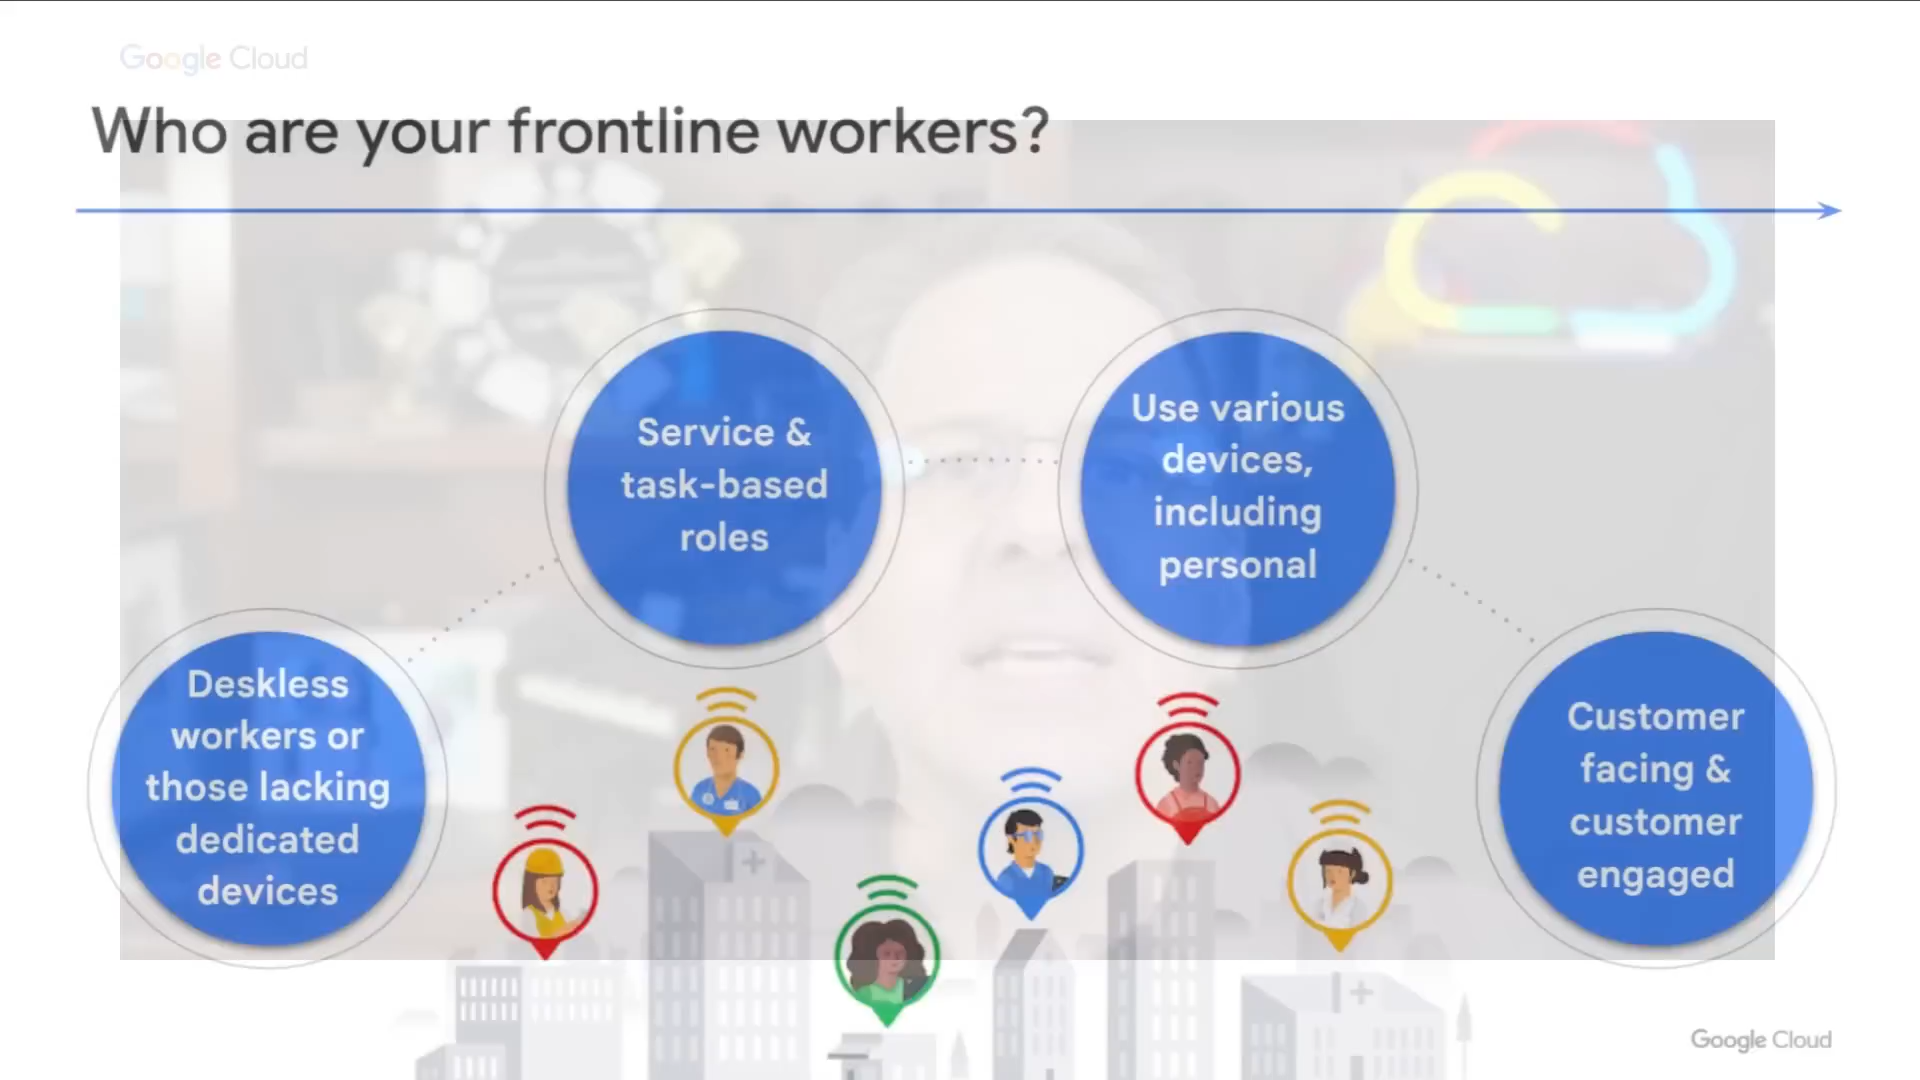 Google Cloud
Who are your frontline workers?
Service &
task-based
roles
Use various
devices,
including
personal
Deskless
workers or
those lacking
dedicated
devices
Customer
facing &
customer
engaged
Google Cloud